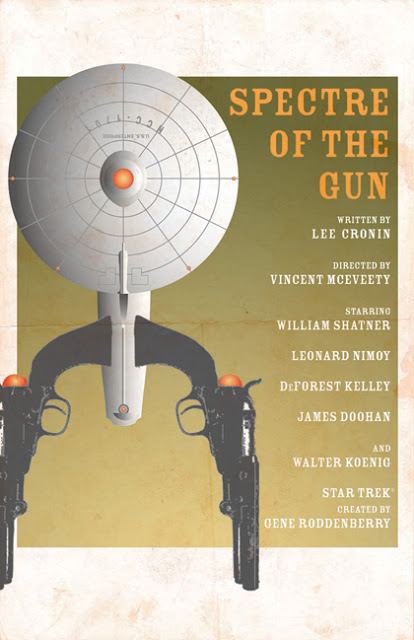 SPECTRE
OF THE
GUN
WRITTEN BY
LEE CRONIN
DIRECTED BY
VINCENT MCEVEETY
STARRING
WILLIAM SHATNER
LEONARD NIMOY
DEFOREST KELLEY
JAMES DOOHAN
AND
WALTER KOENIG
STAR TREK®
CREATED BY
GENE RODDENBERRY
U.S.S. ENTERPRISE